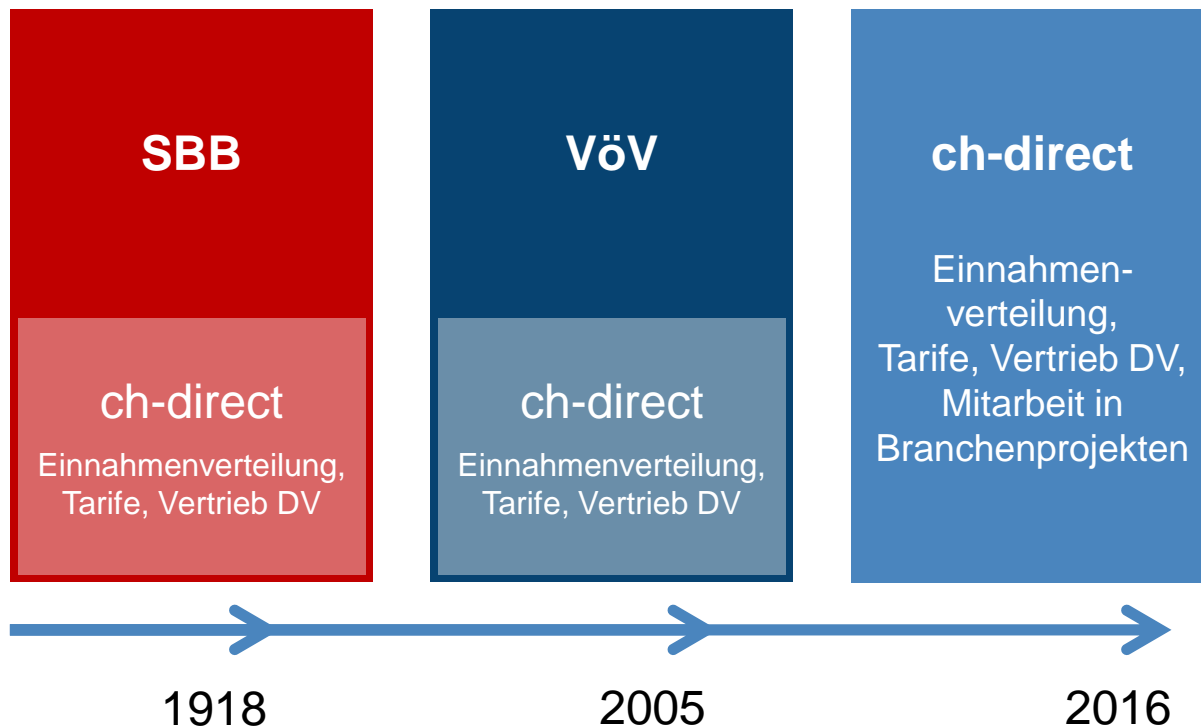 SBB
ch-direct
Einnahmenverteilung,
Tarife, Vertrieb DV
VöV
ch-direct
Einnahmenverteilung,
Tarife, Vertrieb DV
ch-direct
Einnahmen-
verteilung,
Tarife, Vertrieb DV,
Mitarbeit in
Branchenprojekten
1918
2005
2016